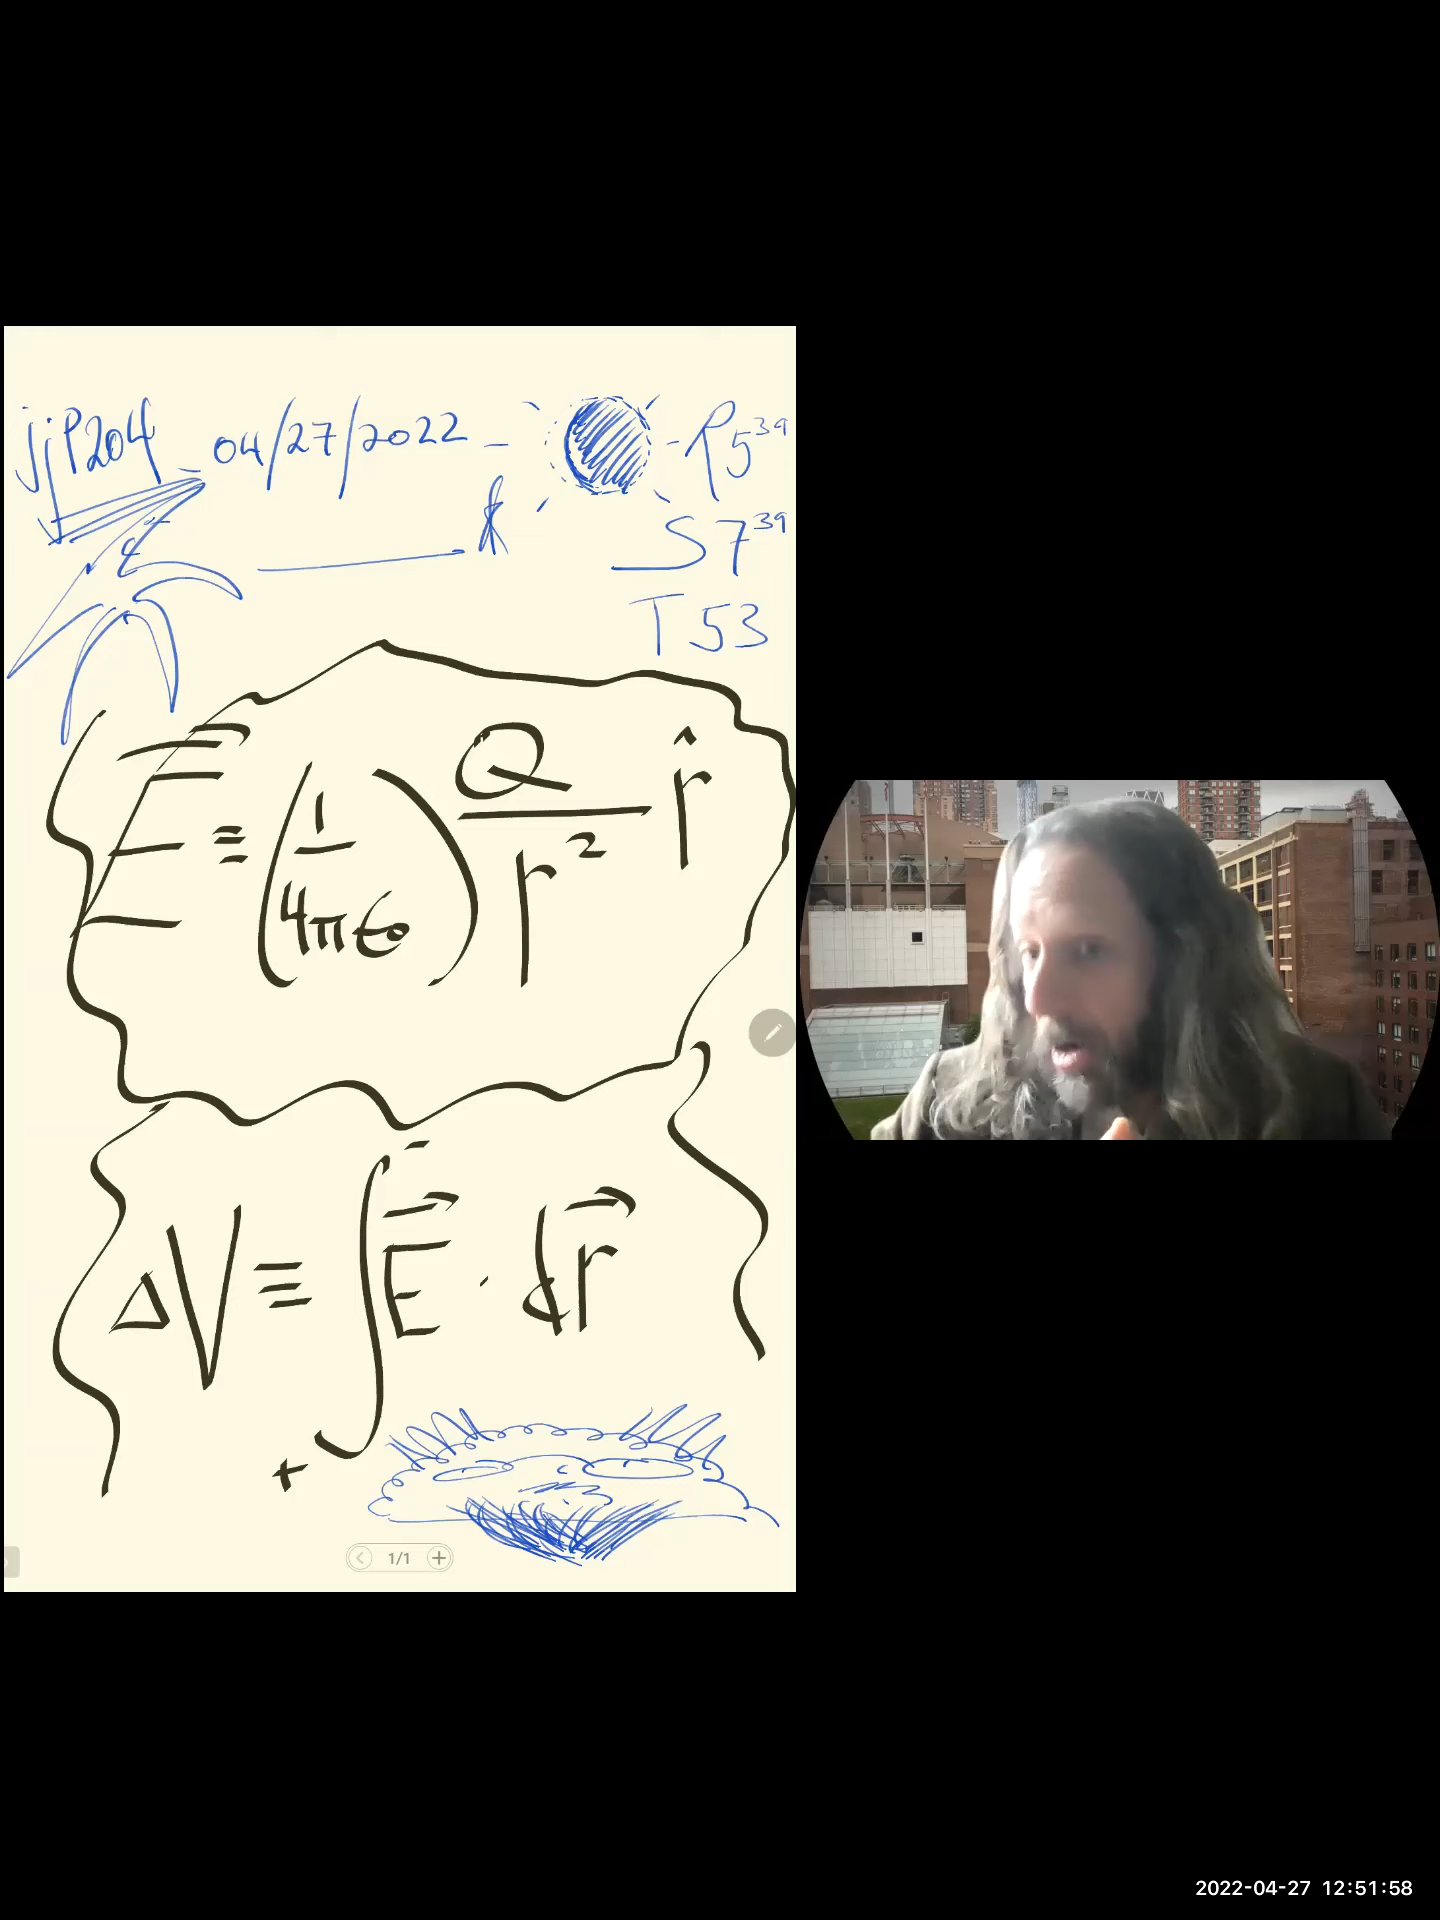 jjP204 - 04/27/2022 - - R5³⁹
S7³⁹
T53
E⃗ = (1/4πϵ₀) Q/r² r̂
ΔV ≡ ∫₊⁻ E⃗ · dr⃗
1/1
2022-04-27 12:51:58